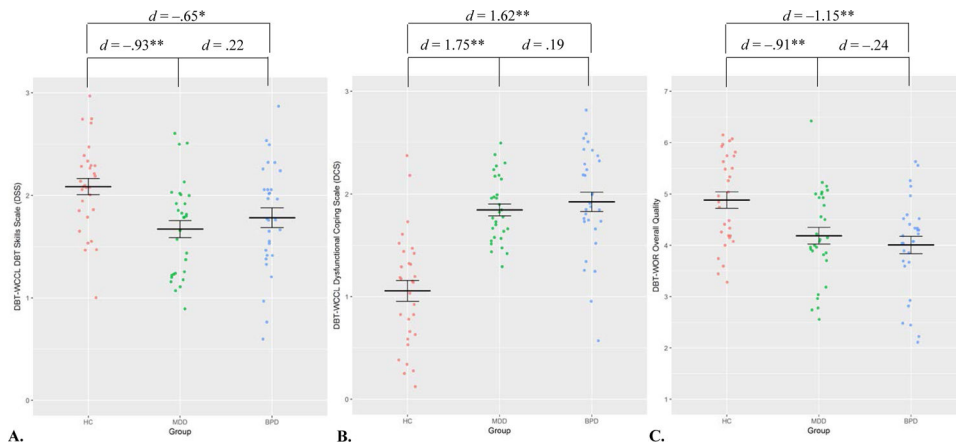 d = –.65*
d = –.93** d = .22
DBT-WCCL DBT Skills Scale (DSS)
3
2
1
0
HC MDD BPD
Group
A.
d = 1.62**
d = 1.75** d = .19
DBT-WCCL Dysfunctional Coping Scale (DCS)
3
2
1
0
HC MDD BPD
Group
B.
d = –1.15**
d = –.91** d = –.24
DBT-WOR Overall Quality
7
6
5
4
3
2
1
HC MDD BPD
Group
C.